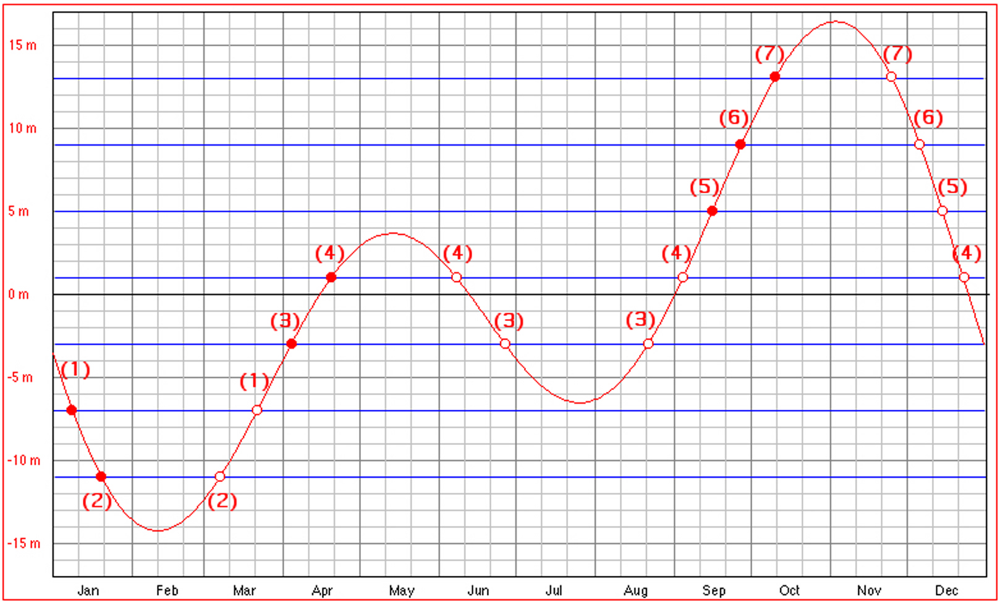 15 m
(7) (7)
(6) (6)
10 m
(5) (5)
5 m
(4) (4) (4) (4)
(3) (3) (3)
0 m
(1) (1)
-5 m
-10 m
(2) (2)
-15 m
Jan Feb Mar Apr May Jun Jul Aug Sep Oct Nov Dec